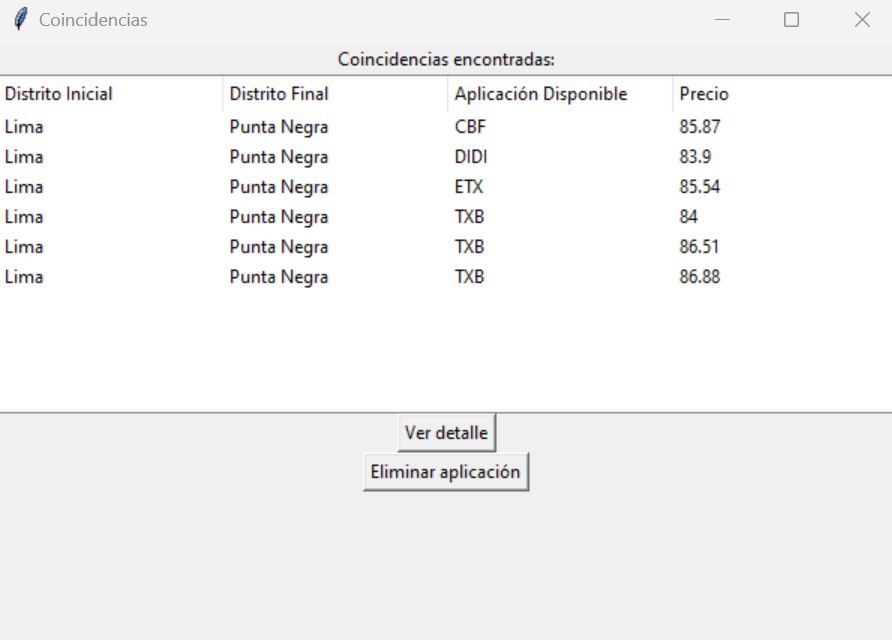 Coincidencias
Coincidencias encontradas:
Distrito Inicial Distrito Final Aplicación Disponible Precio
Lima Punta Negra CBF 85.87
Lima Punta Negra DIDI 83.9
Lima Punta Negra ETX 85.54
Lima Punta Negra TXB 84
Lima Punta Negra TXB 86.51
Lima Punta Negra TXB 86.88
Ver detalle
Eliminar aplicación